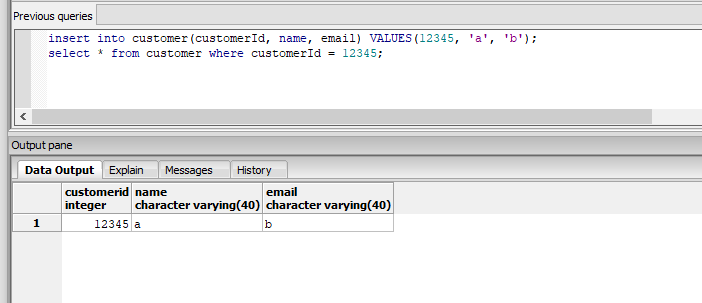 Previous queries
insert into customer(customerId, name, email) VALUES(12345, 'a', 'b');
select * from customer where customerId = 12345;
Output pane
Data Output Explain Messages History
customerid name email
integer character varying(40) character varying(40)
1 12345 a b